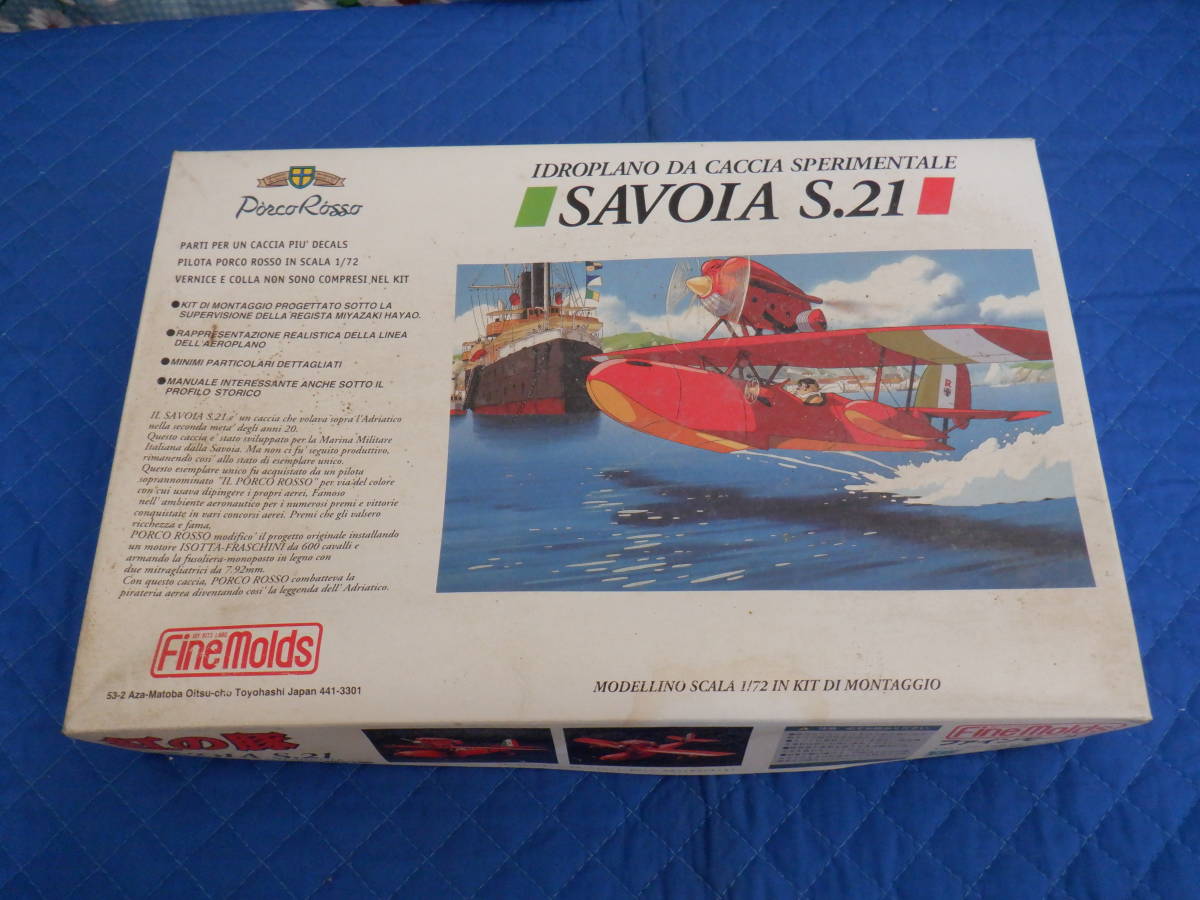 Pòrco Ròsso
PARTI PER UN CACCIA PIU' DECALS
PILOTA PORCO ROSSO IN SCALA 1/72
VERNICE E COLLA NON SONO COMPRESI NEL KIT
●KIT DI MONTAGGIO PROGETTATO SOTTO LA
SUPERVISIONE DELLA REGISTA MIYAZAKI HAYAO.
●RAPPRESENTAZIONE REALISTICA DELLA LINEA
DELL'AEROPLANO
●MINIMI PARTICOLARI DETTAGLIATI
●MANUALE INTERESSANTE ANCHE SOTTO IL
PROFILO STORICO
IL SAVOIA S.21 e' un caccia che volava sopra l'Adriatico
nella seconda meta' degli anni 20.
Questo caccia e' stato sviluppato per la Marina Militare
Italiana dalla Savoia. Ma non ci fu' seguito produttivo,
rimanendo cosi' allo stato di esemplare unico.
Questo esemplare unico fu acquistato da un pilota
soprannominato "IL PORCO ROSSO" per via del colore
con cui usava dipingere i propri aerei. Famoso
nell' ambiente aeronautico per i numerosi premi e vittorie
conquistate in vari concorsi aerei. Premi che gli valsero
ricchezza e fama.
PORCO ROSSO modifico' il progetto originale installando
un motore ISOTTA-FRASCHINI da 600 cavalli e
armando la fusoliera-monoposto in legno con
due mitragliatrici da 7.92mm.
Con questo caccia, PORCO ROSSO combatteva la
pirateria aerea diventando cosi' la leggenda dell' Adriatico.
FineMolds
53-2 Aza-Matoba Oitsu-cho Toyohashi Japan 441-3301
IDROPLANO DA CACCIA SPERIMENTALE
SAVOIA S.21
R
MODELLINO SCALA 1/72 IN KIT DI MONTAGGIO
紅の豚
SAVOIA S.21
FineMolds